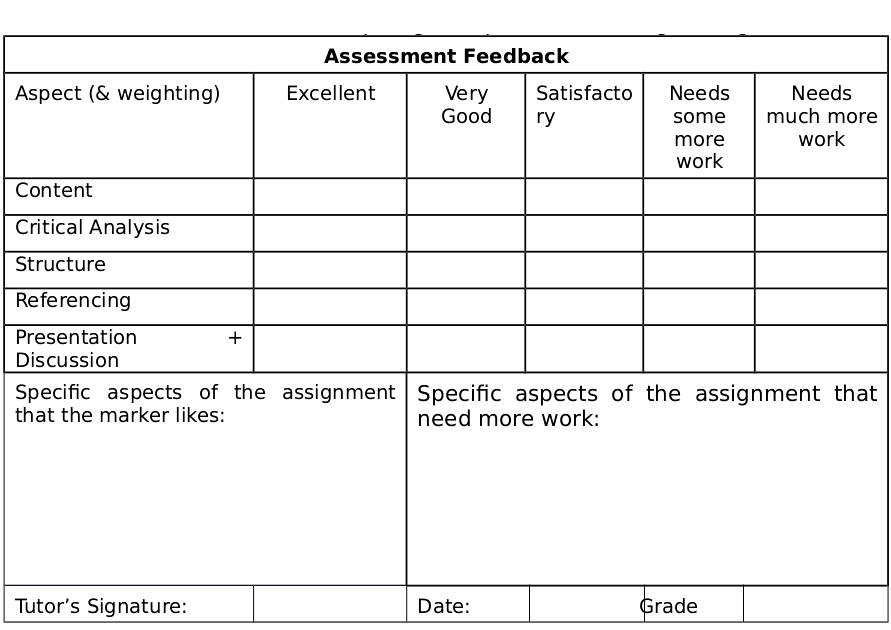 Assessment Feedback
Aspect (& weighting)
Excellent
Very
Good
Satisfacto
ry
Needs
some
more
work
Needs
much more
work
Content
Critical Analysis
Structure
Referencing
Presentation +
Discussion
Specific aspects of the assignment
that the marker likes:
Specific aspects of the assignment that
need more work:
Tutor’s Signature:
Date:
Grade